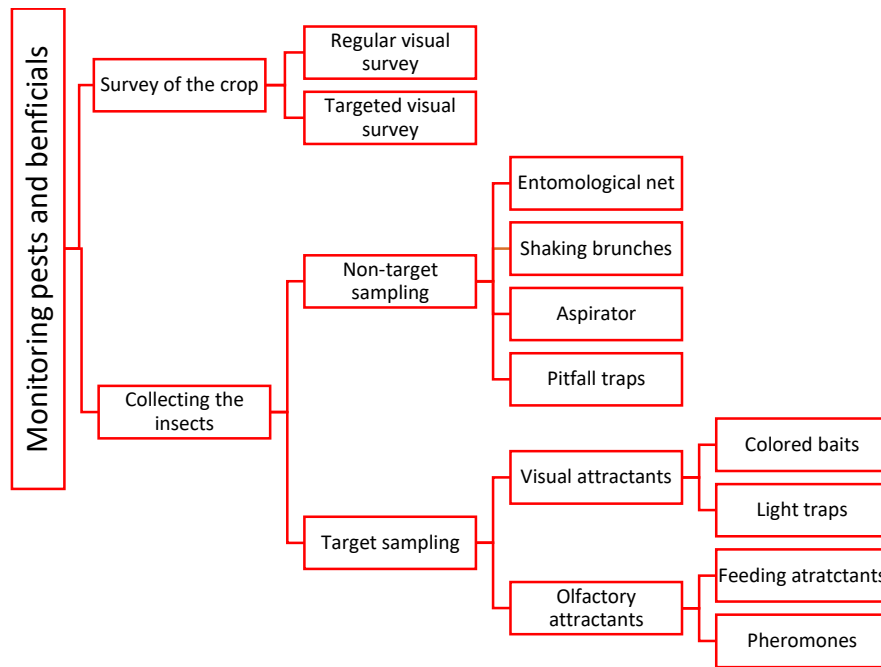 Monitoring pests and benficials
Survey of the crop
Regular visual
survey
Targeted visual
survey
Collecting the
insects
Non-target
sampling
Entomological net
Shaking brunches
Aspirator
Pitfall traps
Target sampling
Visual attractants
Colored baits
Light traps
Olfactory
attractants
Feeding atratctants
Pheromones